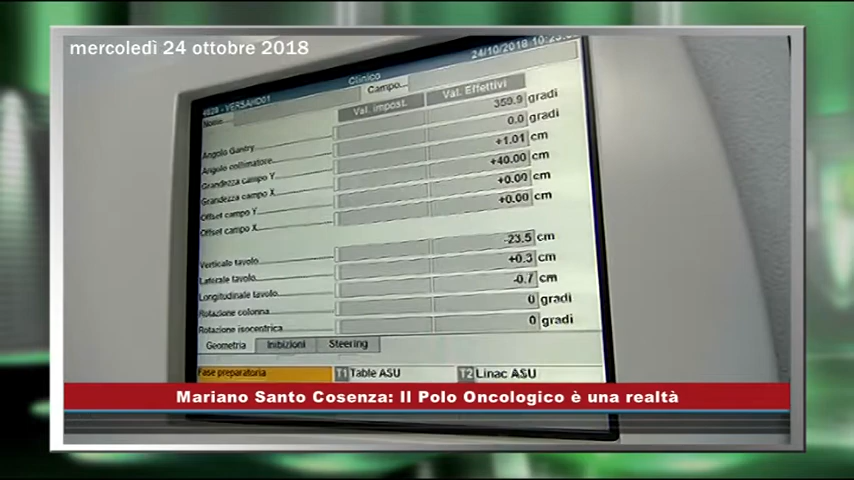 mercoledì 24 ottobre 2018
Clinico
Nome
Campo
Val. impost.
Val. Effettivi
Angolo Gantry 359.9 gradi
Angolo collimatore 0.0 gradi
Grandezza campo Y +1.01 cm
Grandezza campo X +40.00 cm
Offset campo Y +0.00 cm
Offset campo X +0.00 cm
Verticale tavolo -23.5 cm
Laterale tavolo +0.3 cm
Longitudinale tavolo -0.7 cm
Rotazione colonna 0 gradi
Rotazione isocentrica 0 gradi
Geometria Inibizioni Steering
Fase preparatoria T1 Table ASU T2 Linac ASU
Mariano Santo Cosenza: Il Polo Oncologico è una realtà